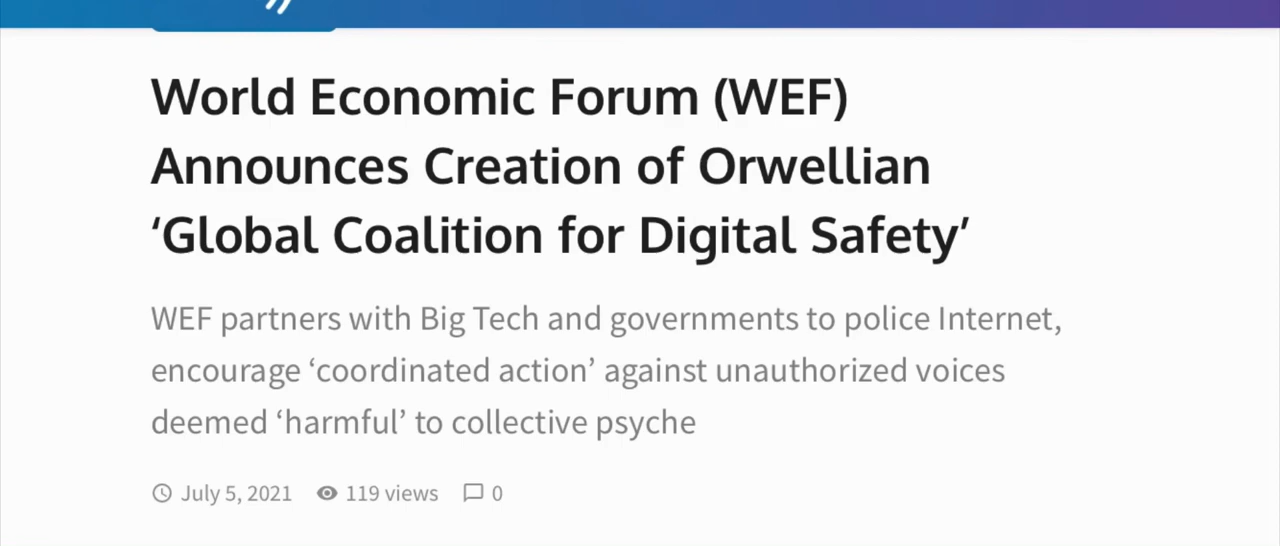 World Economic Forum (WEF)
Announces Creation of Orwellian
‘Global Coalition for Digital Safety’
WEF partners with Big Tech and governments to police Internet,
encourage ‘coordinated action’ against unauthorized voices
deemed ‘harmful’ to collective psyche
July 5, 2021 119 views 0